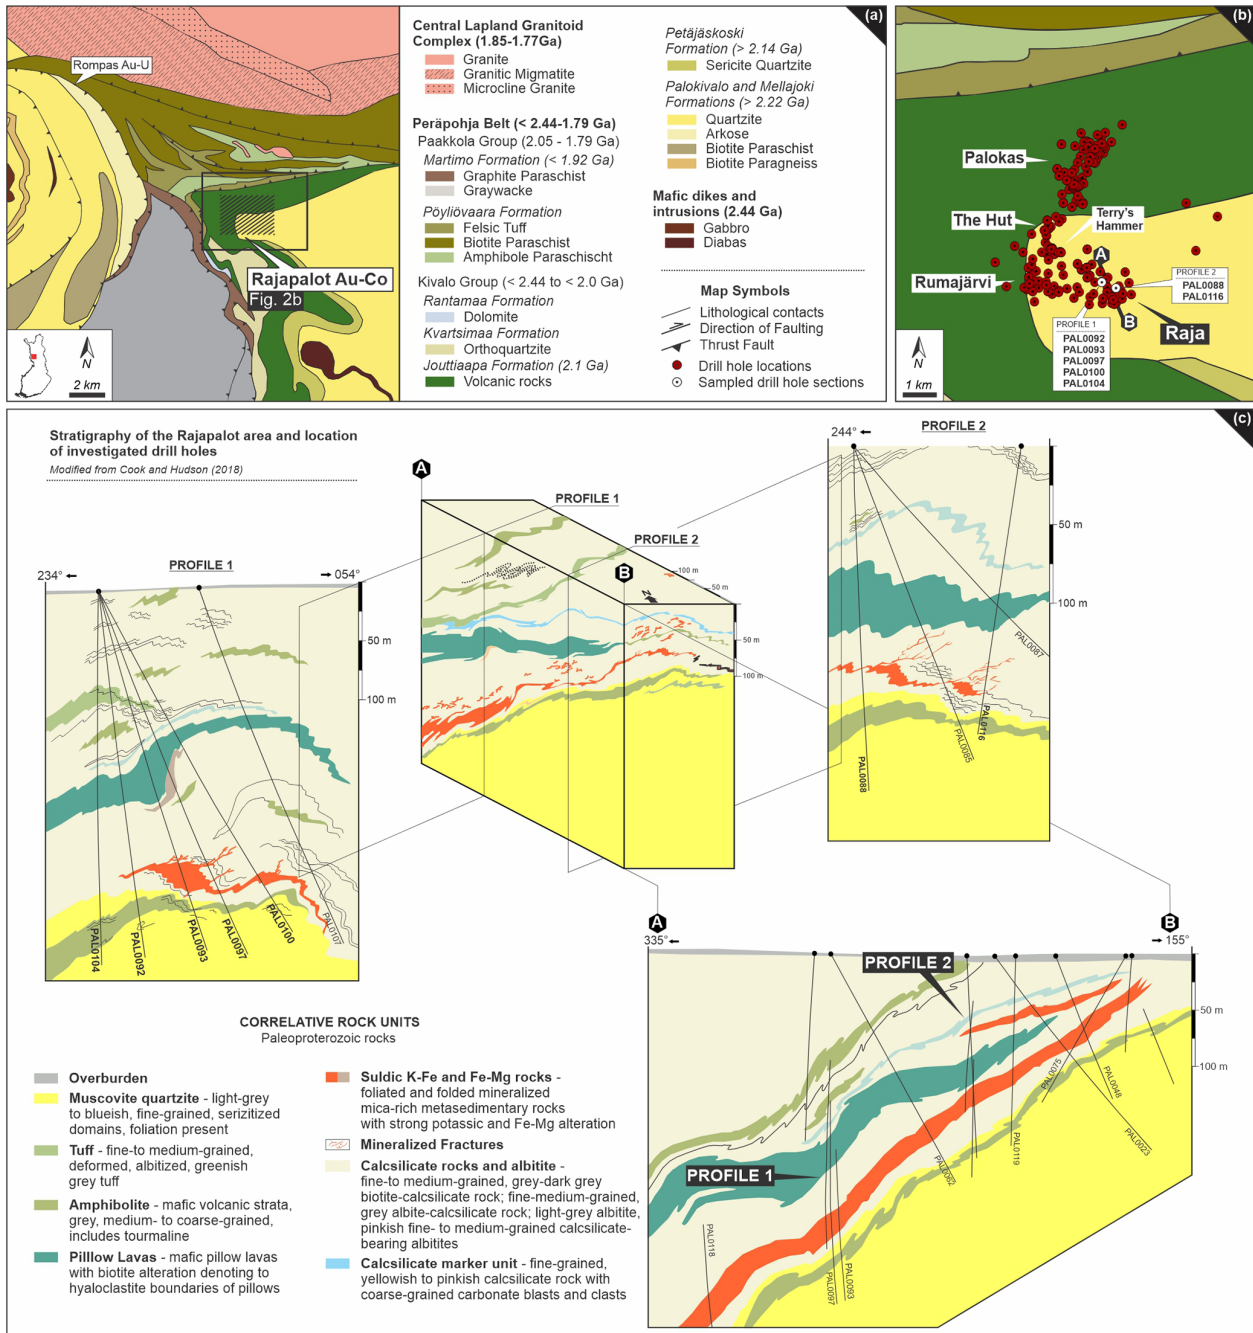 (a)
Rompas Au-U
Rajapalot Au-Co
Fig. 2b
N
2 km
Central Lapland Granitoid
Complex (1.85-1.77Ga)
Granite
Granitic Migmatite
Microcline Granite
Peräpohja Belt (< 2.44-1.79 Ga)
Paakkola Group (2.05 - 1.79 Ga)
Martimo Formation (< 1.92 Ga)
Graphite Paraschist
Graywacke
Pöyliövaara Formation
Felsic Tuff
Biotite Paraschist
Amphibole Paraschischt
Kivalo Group (< 2.44 to < 2.0 Ga)
Rantamaa Formation
Dolomite
Kvartsimaa Formation
Orthoquartzite
Jouttiaapa Formation (2.1 Ga)
Volcanic rocks
Petäjäskoski
Formation (> 2.14 Ga)
Sericite Quartzite
Palokivalo and Mellajoki
Formations (> 2.22 Ga)
Quartzite
Arkose
Biotite Paraschist
Biotite Paragneiss
Mafic dikes and
intrusions (2.44 Ga)
Gabbro
Diabas
Map Symbols
Lithological contacts
Direction of Faulting
Thrust Fault
Drill hole locations
Sampled drill hole sections
(b)
Palokas
The Hut
Terry's
Hammer
A
Rumajärvi
PROFILE 2
PAL0088
PAL0116
B
Raja
PROFILE 1
PAL0092
PAL0093
PAL0097
PAL0100
PAL0104
N
1 km
(c)
Stratigraphy of the Rajapalot area and location
of investigated drill holes
Modified from Cook and Hudson (2018)
PROFILE 1
234°
054°
50 m
100 m
PAL0104
PAL0092
PAL0093
PAL0097
PAL0100
PAL0107
A
PROFILE 1
PROFILE 2
B
100 m
50 m
N
50 m
100 m
PROFILE 2
244°
50 m
100 m
PAL0087
PAL0116
PAL0085
PAL0088
A
335°
B
155°
PROFILE 2
50 m
100 m
PROFILE 1
PAL0118
PAL0097
PAL0093
PAL0062
PAL0119
PAL0075
PAL0048
PAL0023
CORRELATIVE ROCK UNITS
Paleoproterozoic rocks
Overburden
Muscovite quartzite - light-grey
to blueish, fine-grained, serizitized
domains, foliation present
Tuff - fine-to medium-grained,
deformed, albitized, greenish
grey tuff
Amphibolite - mafic volcanic strata,
grey, medium- to coarse-grained,
includes tourmaline
Pilllow Lavas - mafic pillow lavas
with biotite alteration denoting to
hyaloclastite boundaries of pillows
Suldic K-Fe and Fe-Mg rocks -
foliated and folded mineralized
mica-rich metasedimentary rocks
with strong potassic and Fe-Mg alteration
Mineralized Fractures
Calcsilicate rocks and albitite -
fine-to medium-grained, grey-dark grey
biotite-calcsilicate rock; fine-medium-grained,
grey albite-calcsilicate rock; light-grey albitite,
pinkish fine- to medium-grained calcsilicate-
bearing albitites
Calcsilicate marker unit - fine-grained,
yellowish to pinkish calcsilicate rock with
coarse-grained carbonate blasts and clasts